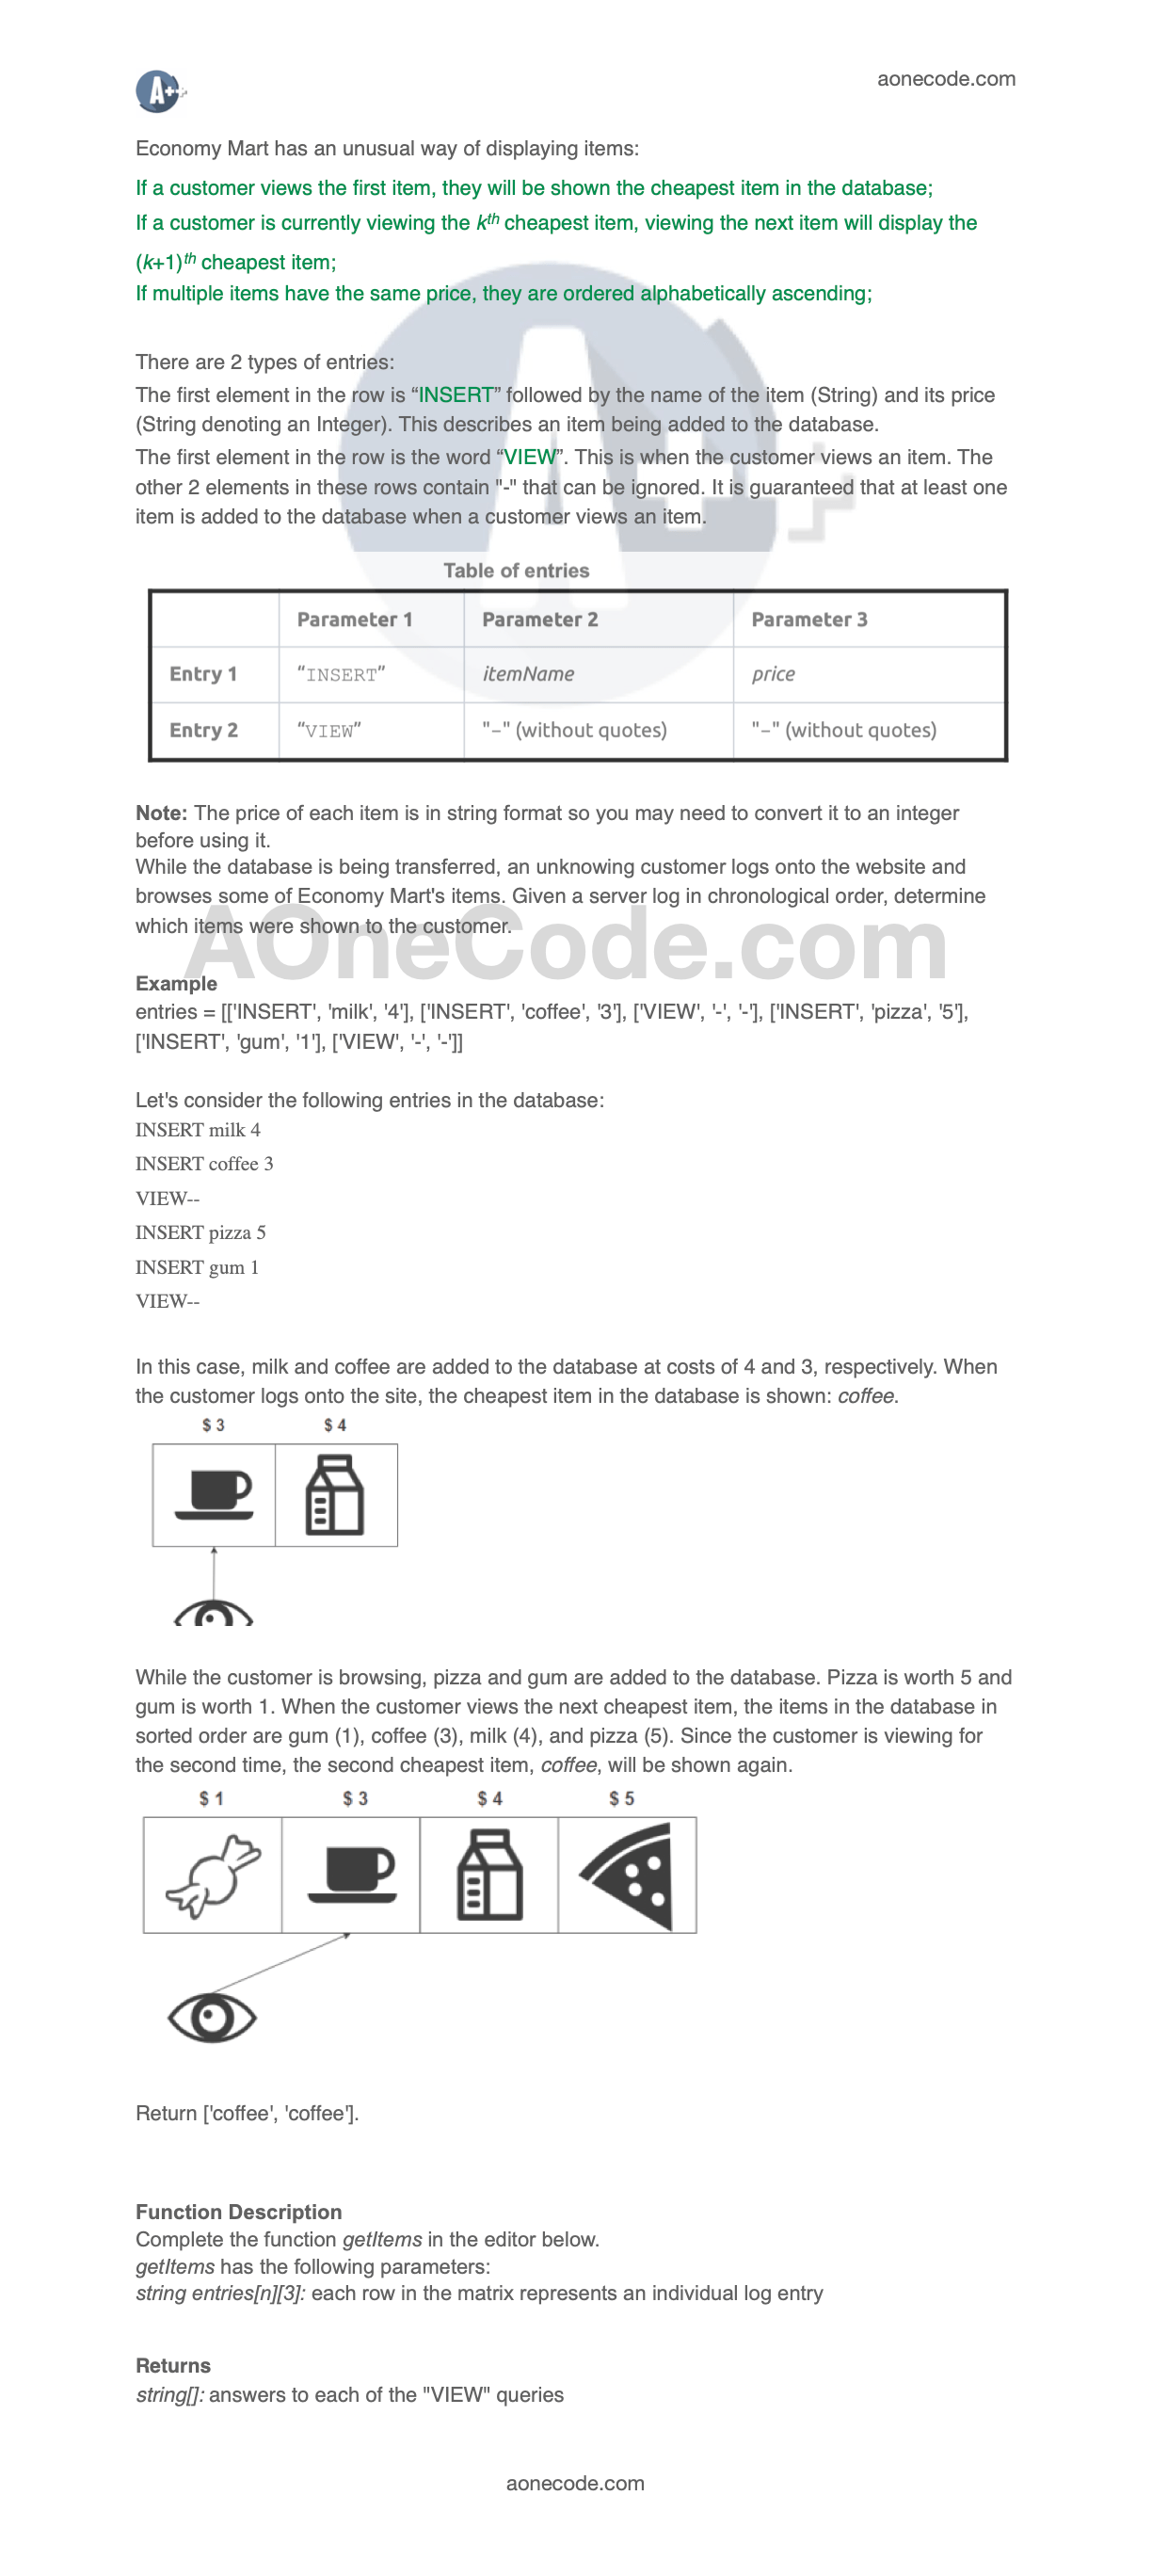 A++
aonecode.com
Economy Mart has an unusual way of displaying items:
If a customer views the first item, they will be shown the cheapest item in the database;
If a customer is currently viewing the kth cheapest item, viewing the next item will display the
(k+1)th cheapest item;
If multiple items have the same price, they are ordered alphabetically ascending;
There are 2 types of entries:
The first element in the row is “INSERT” followed by the name of the item (String) and its price
(String denoting an Integer). This describes an item being added to the database.
The first element in the row is the word “VIEW”. This is when the customer views an item. The
other 2 elements in these rows contain "-" that can be ignored. It is guaranteed that at least one
item is added to the database when a customer views an item.
Table of entries
Parameter 1 Parameter 2 Parameter 3
Entry 1 “INSERT” itemName price
Entry 2 “VIEW” "–" (without quotes) "–" (without quotes)
Note: The price of each item is in string format so you may need to convert it to an integer
before using it.
While the database is being transferred, an unknowing customer logs onto the website and
browses some of Economy Mart's items. Given a server log in chronological order, determine
which items were shown to the customer.
AOneCode.com
Example
entries = [['INSERT', 'milk', '4'], ['INSERT', 'coffee', '3'], ['VIEW', '-', '-'], ['INSERT', 'pizza', '5'],
['INSERT', 'gum', '1'], ['VIEW', '-', '-']]
Let's consider the following entries in the database:
INSERT milk 4
INSERT coffee 3
VIEW--
INSERT pizza 5
INSERT gum 1
VIEW--
In this case, milk and coffee are added to the database at costs of 4 and 3, respectively. When
the customer logs onto the site, the cheapest item in the database is shown: coffee.
$ 3 $ 4
While the customer is browsing, pizza and gum are added to the database. Pizza is worth 5 and
gum is worth 1. When the customer views the next cheapest item, the items in the database in
sorted order are gum (1), coffee (3), milk (4), and pizza (5). Since the customer is viewing for
the second time, the second cheapest item, coffee, will be shown again.
$ 1 $ 3 $ 4 $ 5
Return ['coffee', 'coffee'].
Function Description
Complete the function getItems in the editor below.
getItems has the following parameters:
string entries[n][3]: each row in the matrix represents an individual log entry
Returns
string[]: answers to each of the "VIEW" queries
aonecode.com